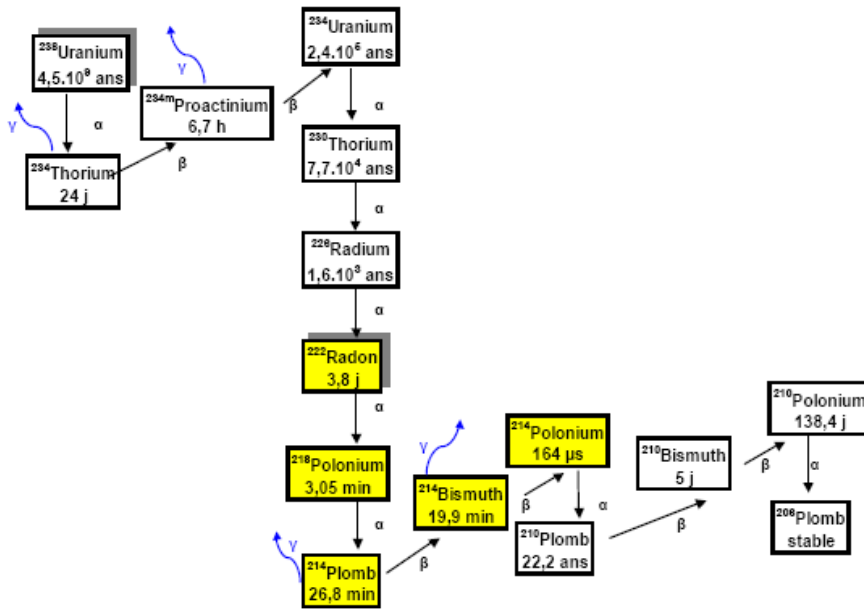 ²³⁸Uranium
4,5.10⁹ ans
γ
α
γ
²³⁴Thorium
24 j
β
²³⁴ᵐProactinium
6,7 h
β
²³⁴Uranium
2,4.10⁵ ans
α
²³⁰Thorium
7,7.10⁴ ans
α
²²⁶Radium
1,6.10³ ans
α
²²²Radon
3,8 j
α
²¹⁸Polonium
3,05 min
α
γ
²¹⁴Plomb
26,8 min
β
γ
²¹⁴Bismuth
19,9 min
β
²¹⁴Polonium
164 µs
α
²¹⁰Plomb
22,2 ans
β
²¹⁰Bismuth
5 j
β
²¹⁰Polonium
138,4 j
α
²⁰⁶Plomb
stable